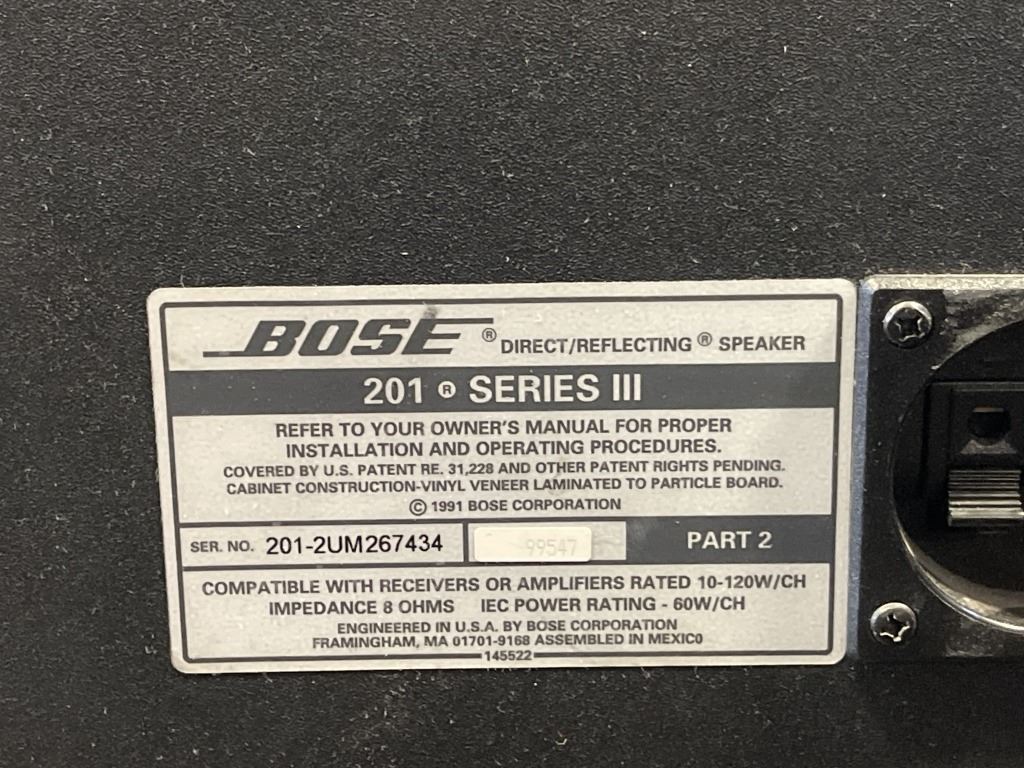 BOSE ® DIRECT/REFLECTING ® SPEAKER
201 ® SERIES III
REFER TO YOUR OWNER'S MANUAL FOR PROPER
INSTALLATION AND OPERATING PROCEDURES.
COVERED BY U.S. PATENT RE. 31,228 AND OTHER PATENT RIGHTS PENDING.
CABINET CONSTRUCTION-VINYL VENEER LAMINATED TO PARTICLE BOARD.
© 1991 BOSE CORPORATION
SER. NO. 201-2UM267434 99547 PART 2
COMPATIBLE WITH RECEIVERS OR AMPLIFIERS RATED 10-120W/CH
IMPEDANCE 8 OHMS IEC POWER RATING - 60W/CH
ENGINEERED IN U.S.A. BY BOSE CORPORATION
FRAMINGHAM, MA 01701-9168 ASSEMBLED IN MEXICO
145522